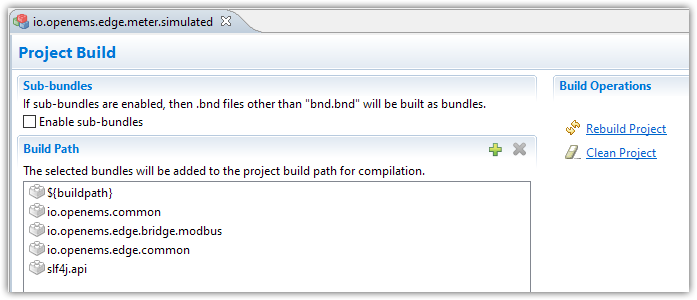 io.openems.edge.meter.simulated
Project Build
Sub-bundles
If sub-bundles are enabled, then .bnd files other than "bnd.bnd" will be built as bundles.
Enable sub-bundles
Build Path
The selected bundles will be added to the project build path for compilation.
${buildpath}
io.openems.common
io.openems.edge.bridge.modbus
io.openems.edge.common
slf4j.api
Build Operations
Rebuild Project
Clean Project